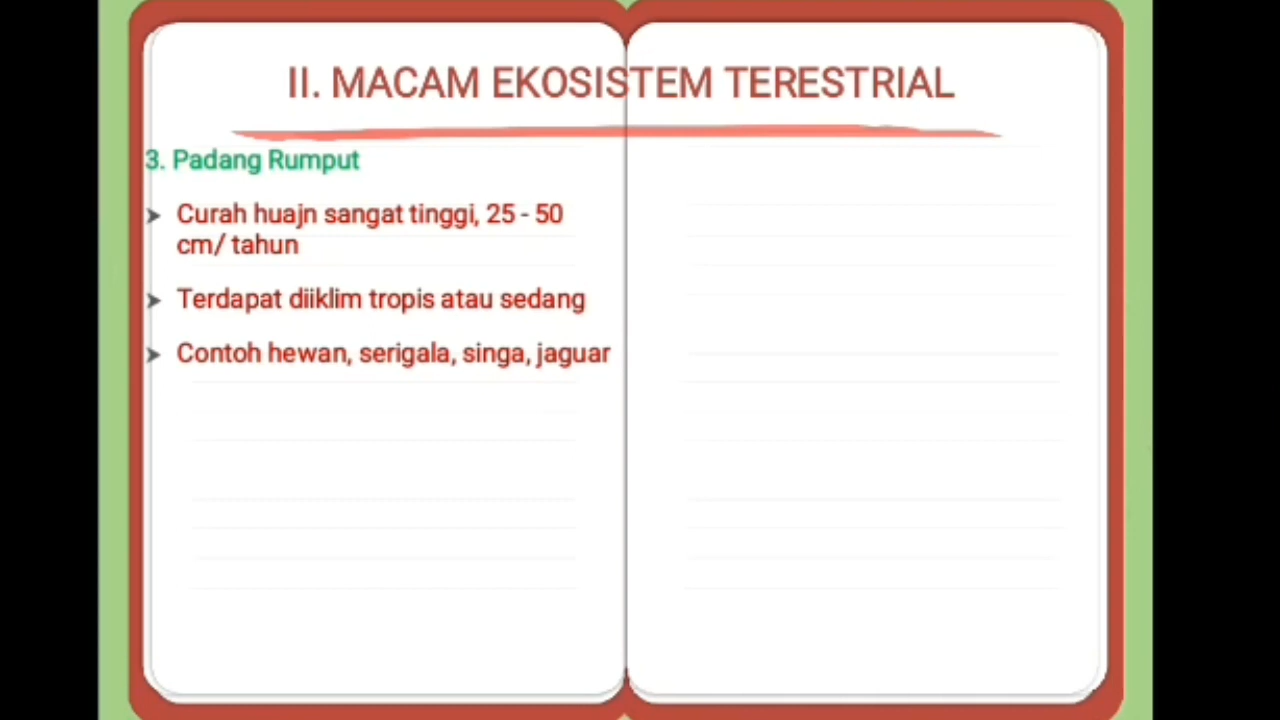 II. MACAM EKOSISTEM TERESTRIAL
3. Padang Rumput
➤ Curah huajn sangat tinggi, 25 - 50
cm/ tahun
➤ Terdapat diiklim tropis atau sedang
➤ Contoh hewan, serigala, singa, jaguar